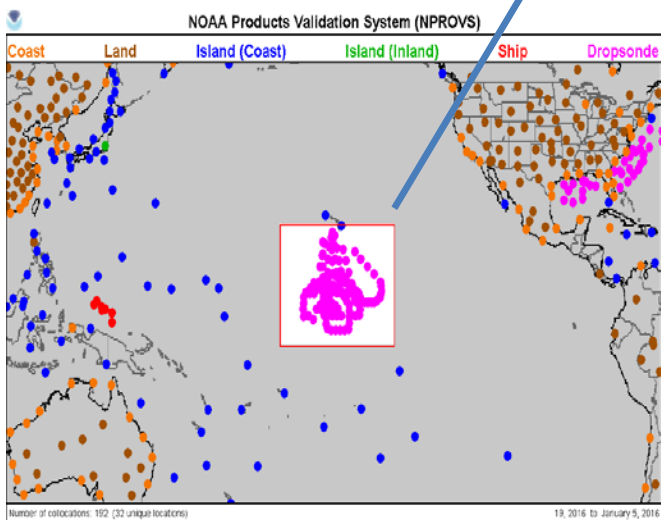 NOAA Products Validation System (NPROVS)
Coast Land Island (Coast) Island (Inland) Ship Dropsonde
Number of collocations: 192 (32 unique locations) 19, 2016 to January 5, 2016